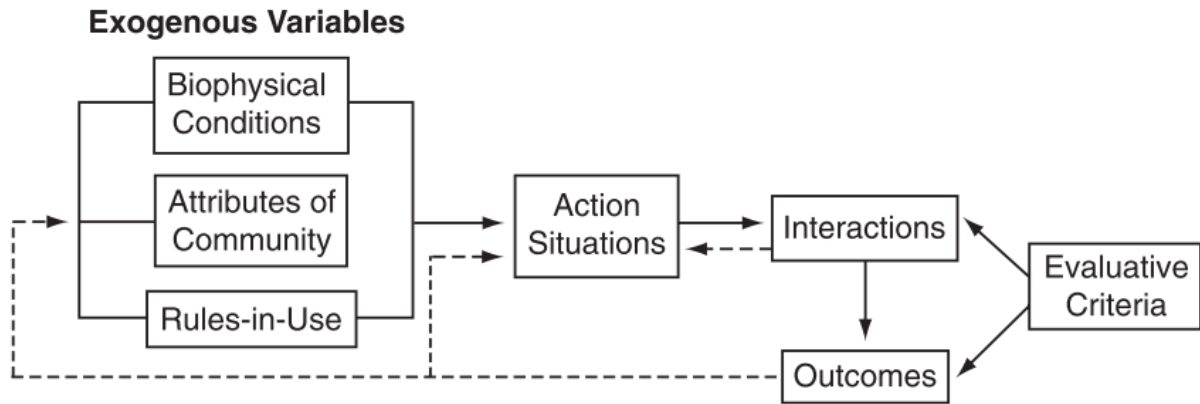 Exogenous Variables
Biophysical
Conditions
Attributes of
Community
Rules-in-Use
Action
Situations
Interactions
Outcomes
Evaluative
Criteria